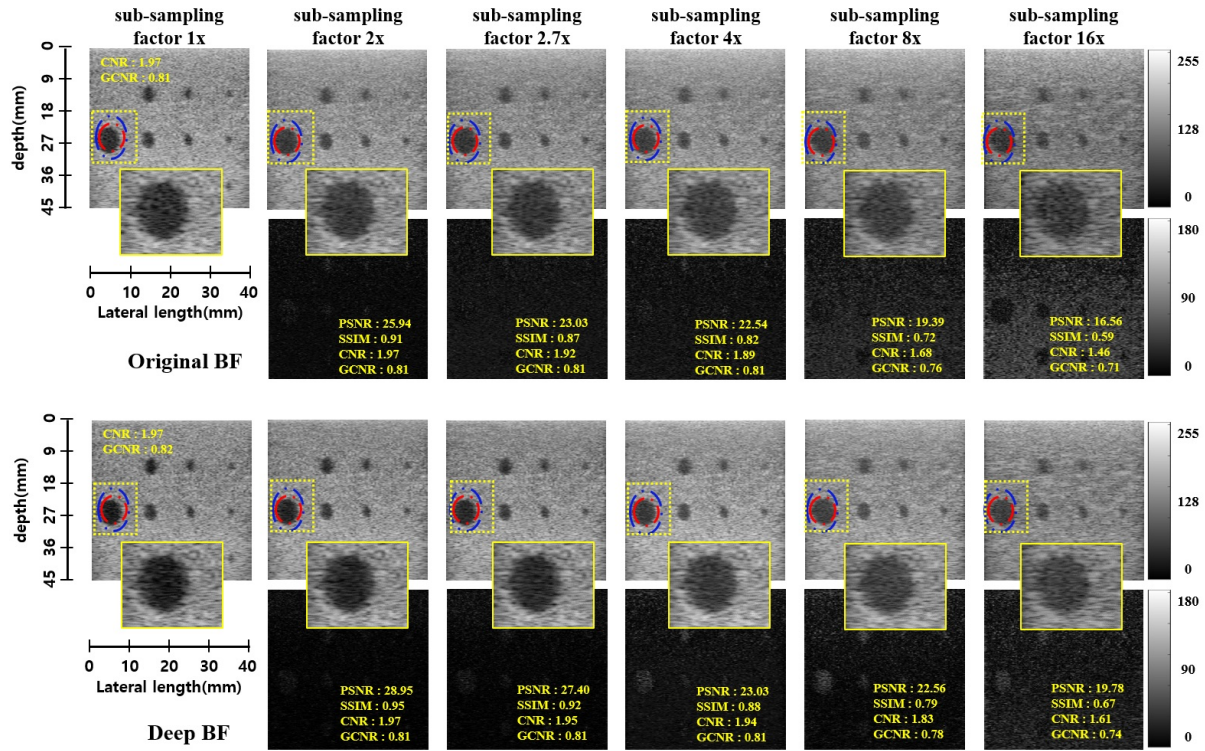 sub-sampling factor 1x
sub-sampling factor 2x
sub-sampling factor 2.7x
sub-sampling factor 4x
sub-sampling factor 8x
sub-sampling factor 16x
depth(mm)
0
9
18
27
36
45
CNR : 1.97
GCNR : 0.81
255
128
0
0 10 20 30 40
Lateral length(mm)
Original BF
PSNR : 25.94
SSIM : 0.91
CNR : 1.97
GCNR : 0.81
PSNR : 23.03
SSIM : 0.87
CNR : 1.92
GCNR : 0.81
PSNR : 22.54
SSIM : 0.82
CNR : 1.89
GCNR : 0.81
PSNR : 19.39
SSIM : 0.72
CNR : 1.68
GCNR : 0.76
PSNR : 16.56
SSIM : 0.59
CNR : 1.46
GCNR : 0.71
180
90
0
depth(mm)
0
9
18
27
36
45
CNR : 1.97
GCNR : 0.82
255
128
0
0 10 20 30 40
Lateral length(mm)
Deep BF
PSNR : 28.95
SSIM : 0.95
CNR : 1.97
GCNR : 0.81
PSNR : 27.40
SSIM : 0.92
CNR : 1.95
GCNR : 0.81
PSNR : 23.03
SSIM : 0.88
CNR : 1.94
GCNR : 0.81
PSNR : 22.56
SSIM : 0.79
CNR : 1.83
GCNR : 0.78
PSNR : 19.78
SSIM : 0.67
CNR : 1.61
GCNR : 0.74
180
90
0